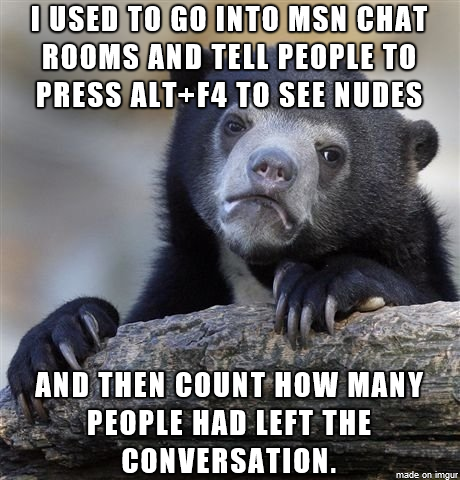 I USED TO GO INTO MSN CHAT
ROOMS AND TELL PEOPLE TO
PRESS ALT+F4 TO SEE NUDES
AND THEN COUNT HOW MANY
PEOPLE HAD LEFT THE
CONVERSATION.
made on imgur